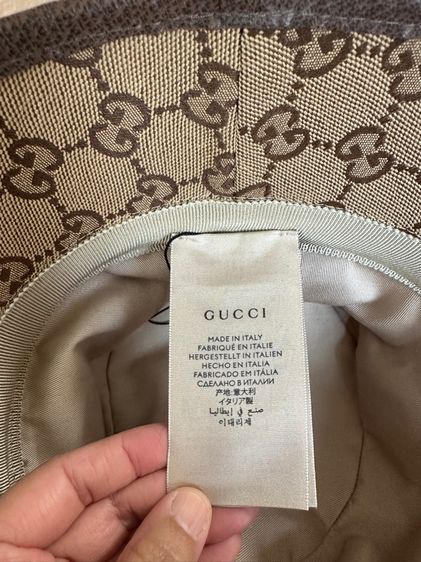 GUCCI
MADE IN ITALY
FABRIQUÉ EN ITALIE
HERGESTELLT IN ITALIEN
HECHO EN ITALIA
FABRICADO EM ITÁLIA
СДЕЛАНО В ИТАЛИИ
产地:意大利
イタリア製
صنع في إيطاليا
이태리제